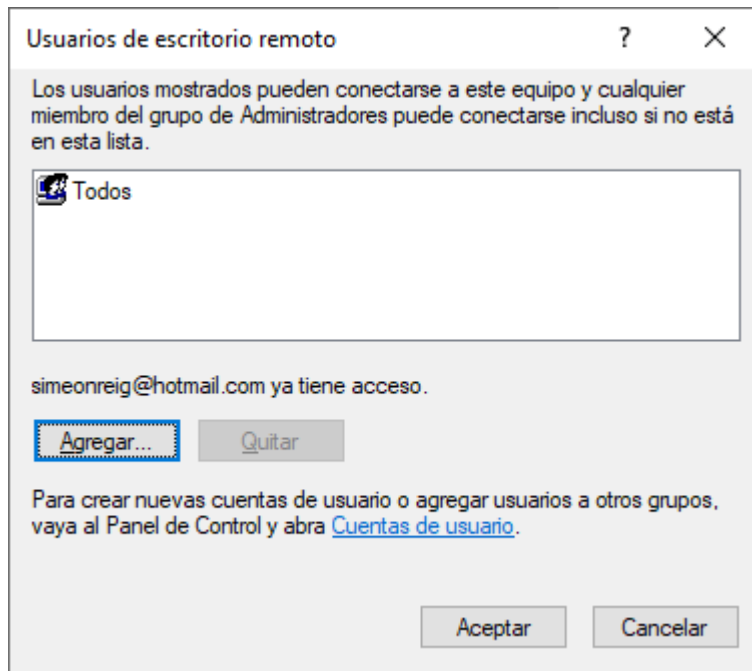 Usuarios de escritorio remoto
?
Los usuarios mostrados pueden conectarse a este equipo y cualquier
miembro del grupo de Administradores puede conectarse incluso si no está
en esta lista.
Todos
simeonreig@hotmail.com ya tiene acceso.
Agregar...
Quitar
Para crear nuevas cuentas de usuario o agregar usuarios a otros grupos,
vaya al Panel de Control y abra Cuentas de usuario.
Aceptar
Cancelar